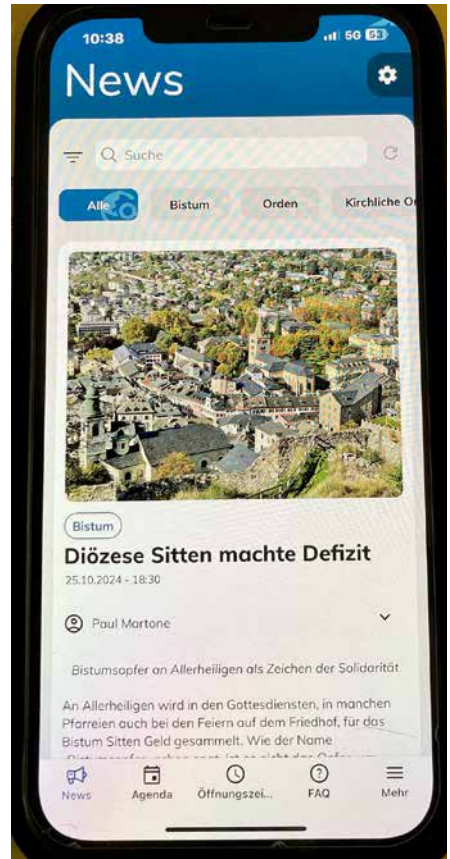 10:38
5G 63
News
Suche
Alle Bistum Orden Kirchliche O
Bistum
Diözese Sitten machte Defizit
25.10.2024 - 18:30
Paul Martone
Bistumsopfer an Allerheiligen als Zeichen der Solidarität.
An Allerheiligen wird in den Gottesdiensten, in manchen
Pfarreien auch bei den Feiern auf dem Friedhof, für das
Bistum Sitten Geld gesammelt. Wie der Name
News Agenda Öffnungszei... FAQ Mehr